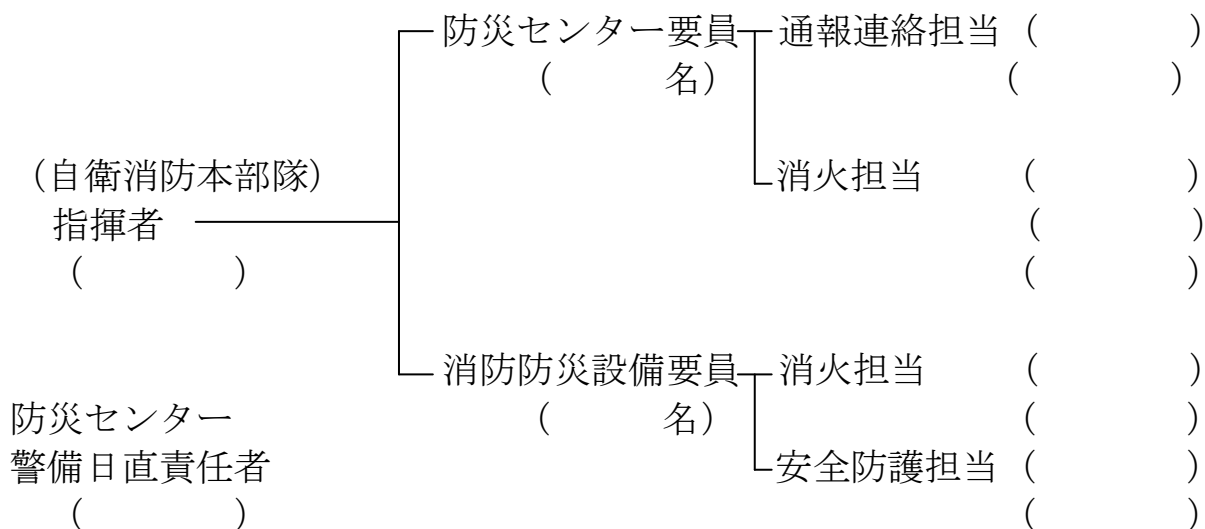 防災センター要員 通報連絡担当（　　　　）
（　　　名）　（　　　　）
（自衛消防本部隊） 消火担当（　　　　）
指揮者　（　　　　）
（　　　　）　（　　　　）
消防防災設備要員 消火担当（　　　　）
防災センター　（　　　名）　（　　　　）
警備日直責任者 安全防護担当（　　　　）
（　　　　）　（　　　　）